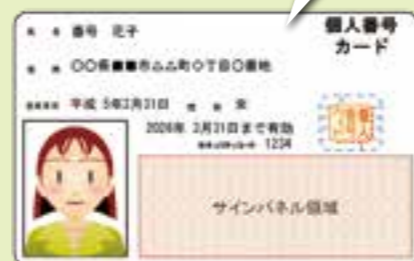 番号 花子
個人番号
カード
〇〇県■■市△△町〇丁目〇番地
平成 5年3月31日
2026年 3月31日まで有効
1234
サインパネル領域